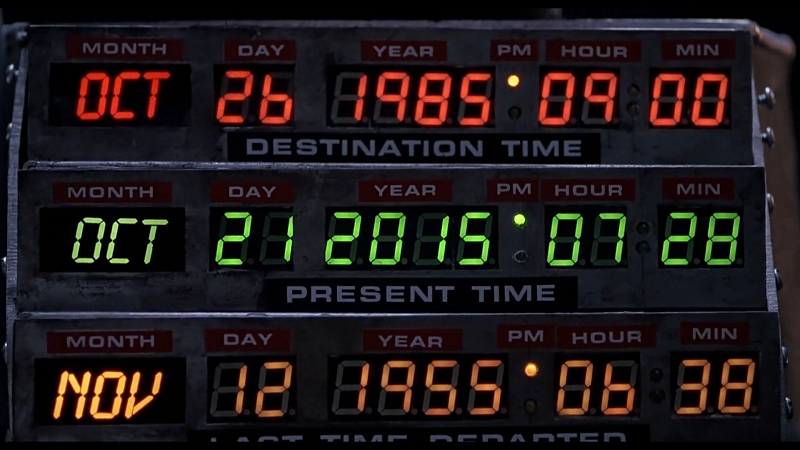 MONTH DAY YEAR PM HOUR MIN
OCT 26 1985 09 00
DESTINATION TIME
MONTH DAY YEAR PM HOUR MIN
OCT 21 2015 07 28
PRESENT TIME
MONTH DAY YEAR PM HOUR MIN
NOV 12 1955 06 38
LAST TIME DEPARTED